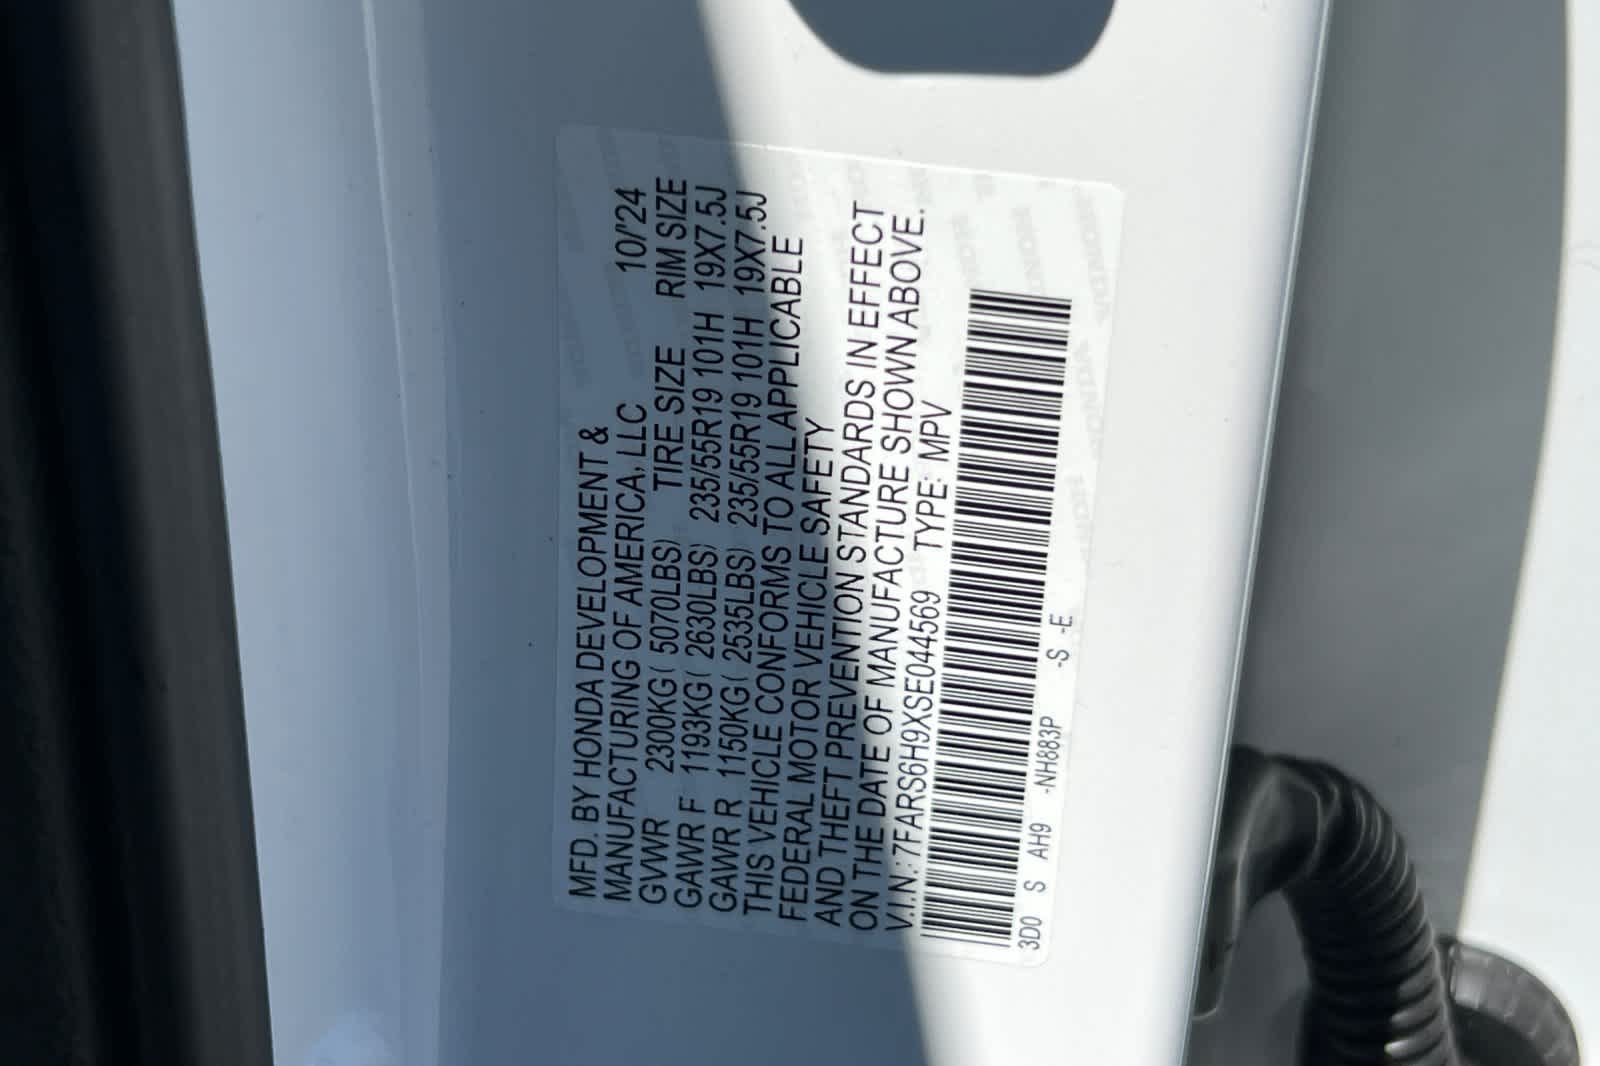 MFD. BY HONDA DEVELOPMENT &
MANUFACTURING OF AMERICA, LLC 10/'24
GVWR 2300KG( 5070LBS) TIRE SIZE RIM SIZE
GAWR F 1193KG( 2630LBS) 235/55R19 101H 19X7.5J
GAWR R 1150KG( 2535LBS) 235/55R19 101H 19X7.5J
THIS VEHICLE CONFORMS TO ALL APPLICABLE
FEDERAL MOTOR VEHICLE SAFETY
AND THEFT PREVENTION STANDARDS IN EFFECT
ON THE DATE OF MANUFACTURE SHOWN ABOVE.
V.I.N.: 7FARS6H9XSE044569 TYPE: MPV
3D0 S AH9 -NH883P -S -E